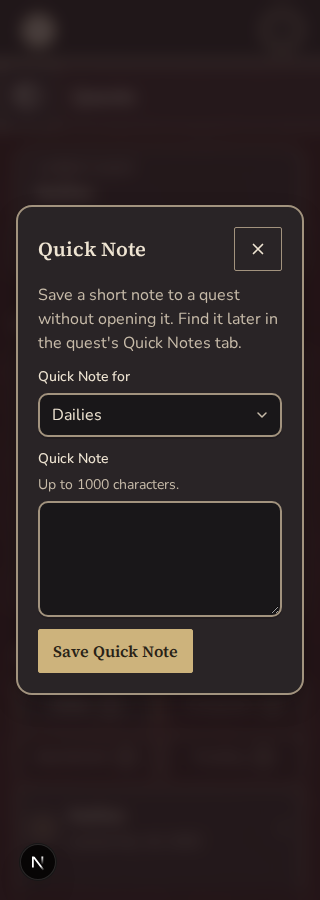 Quick Note
Save a short note to a quest
without opening it. Find it later in
the quest's Quick Notes tab.
Quick Note for
Dailies
Quick Note
Up to 1000 characters.
Save Quick Note
N